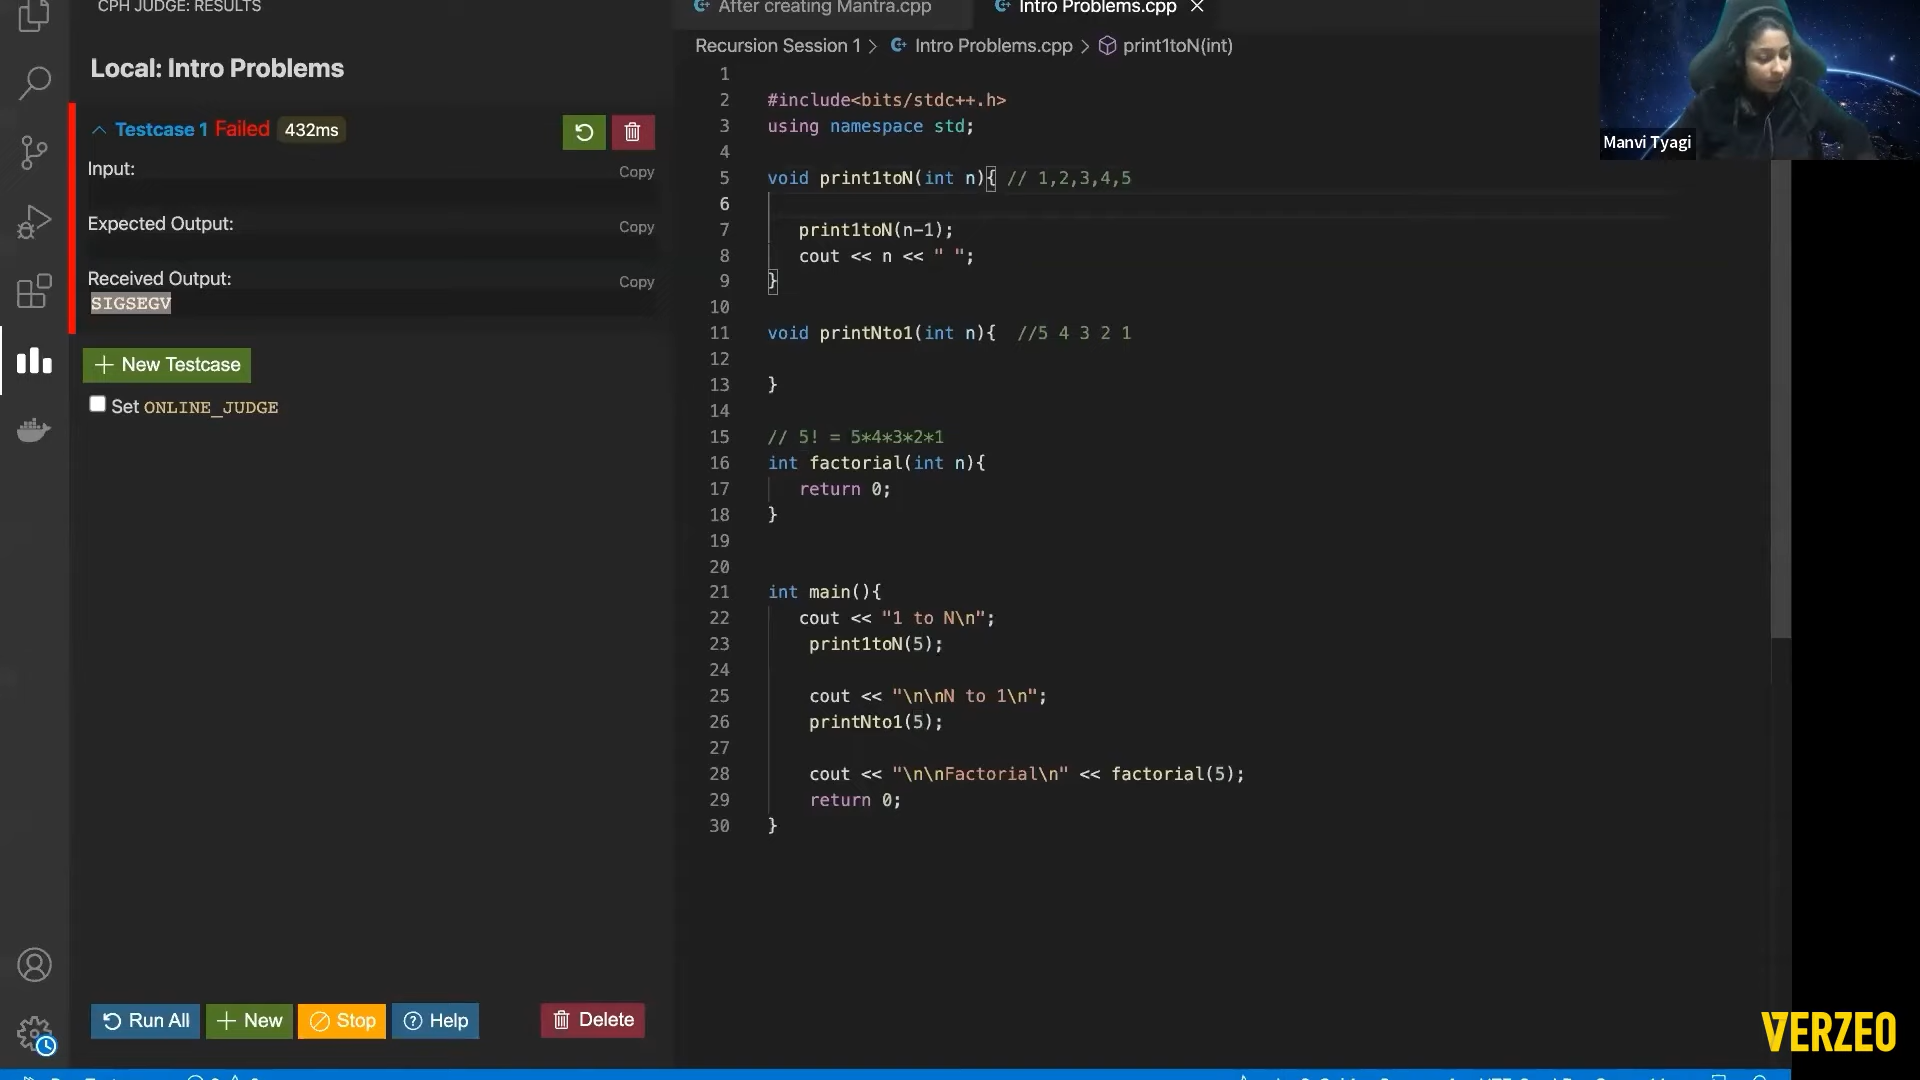 CPH JUDGE: RESULTS
Local: Intro Problems
Testcase 1 Failed 432ms
Input:
Copy
Expected Output:
Copy
Received Output:
Copy
SIGSEGV
New Testcase
Set ONLINE_JUDGE
Run All
New
Stop
Help
Delete
After creating Mantra.cpp
Intro Problems.cpp
Recursion Session 1 > Intro Problems.cpp > print1toN(int)
1
2 #include<bits/stdc++.h>
3 using namespace std;
4
5 void print1toN(int n){ // 1,2,3,4,5
6
7 print1toN(n-1);
8 cout << n << " ";
9 }
10
11 void printNto1(int n){ //5 4 3 2 1
12
13 }
14
15 // 5! = 5*4*3*2*1
16 int factorial(int n){
17 return 0;
18 }
19
20
21 int main(){
22 cout << "1 to N\n";
23 print1toN(5);
24
25 cout << "\n\nN to 1\n";
26 printNto1(5);
27
28 cout << "\n\nFactorial\n" << factorial(5);
29 return 0;
30 }
Manvi Tyagi
VERZEO